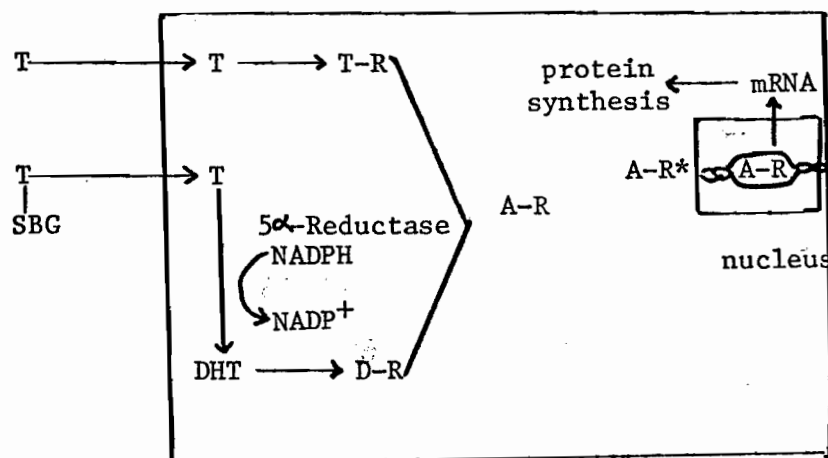 T T T-R
protein mRNA
synthesis
T T
A-R* A-R
SBG
5α-Reductase A-R
NADPH
nucleus
NADP+
DHT D-R